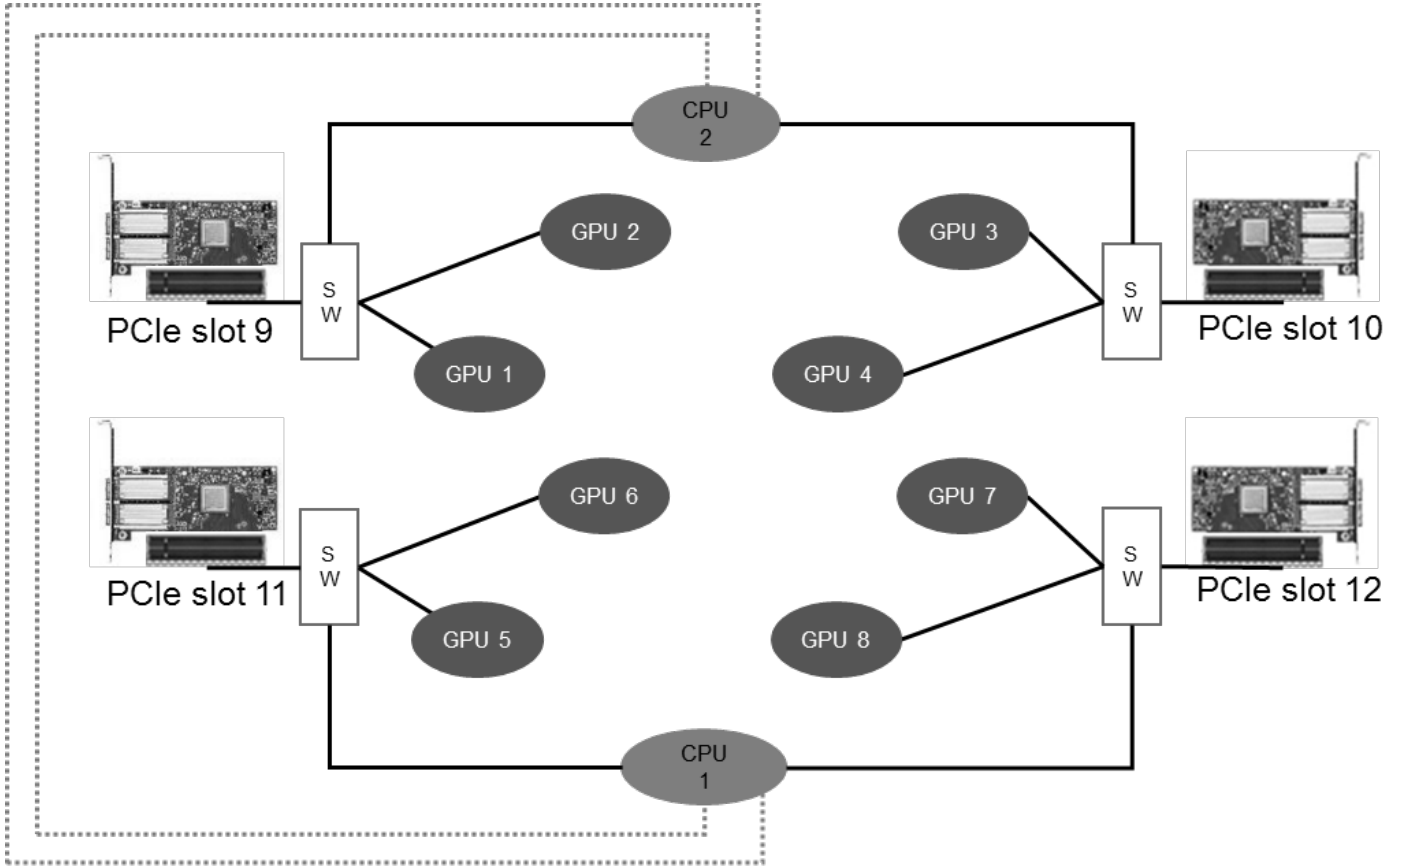 CPU
2
GPU 2
GPU 3
S
W
S
W
PCIe slot 9
PCIe slot 10
GPU 1
GPU 4
GPU 6
GPU 7
S
W
S
W
PCIe slot 11
PCIe slot 12
GPU 5
GPU 8
CPU
1